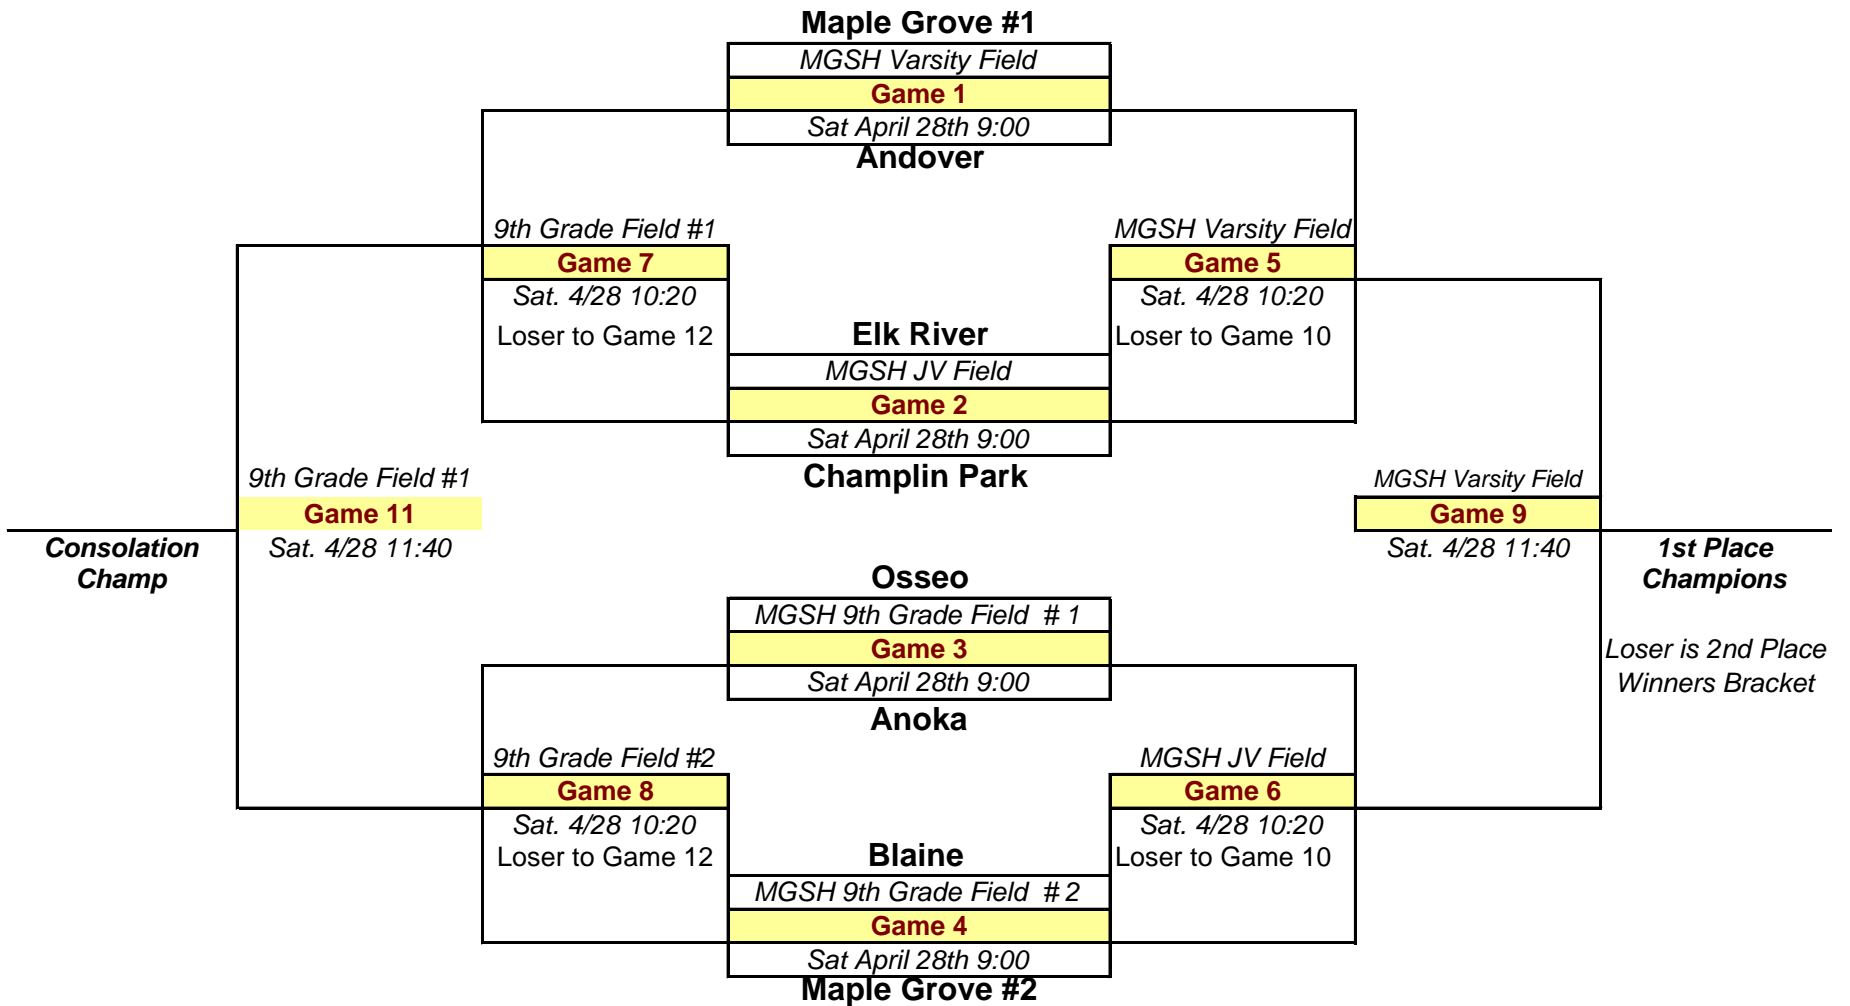 Maple Grove #1
MGSH Varsity Field
Game 1
Sat April 28th 9:00
Andover
9th Grade Field #1
MGSH Varsity Field
Game 7
Game 5
Sat. 4/28 10:20
Sat. 4/28 10:20
Loser to Game 12
Elk River
Loser to Game 10
MGSH JV Field
Game 2
Sat April 28th 9:00
9th Grade Field #1
Champlin Park
MGSH Varsity Field
Game 11
Game 9
Consolation
Champ
Sat. 4/28 11:40
Sat. 4/28 11:40
1st Place
Champions
Osseo
MGSH 9th Grade Field # 1
Game 3
Loser is 2nd Place
Winners Bracket
Sat April 28th 9:00
Anoka
9th Grade Field #2
MGSH JV Field
Game 8
Game 6
Sat. 4/28 10:20
Sat. 4/28 10:20
Loser to Game 12
Blaine
Loser to Game 10
MGSH 9th Grade Field # 2
Game 4
Sat April 28th 9:00
Maple Grove #2